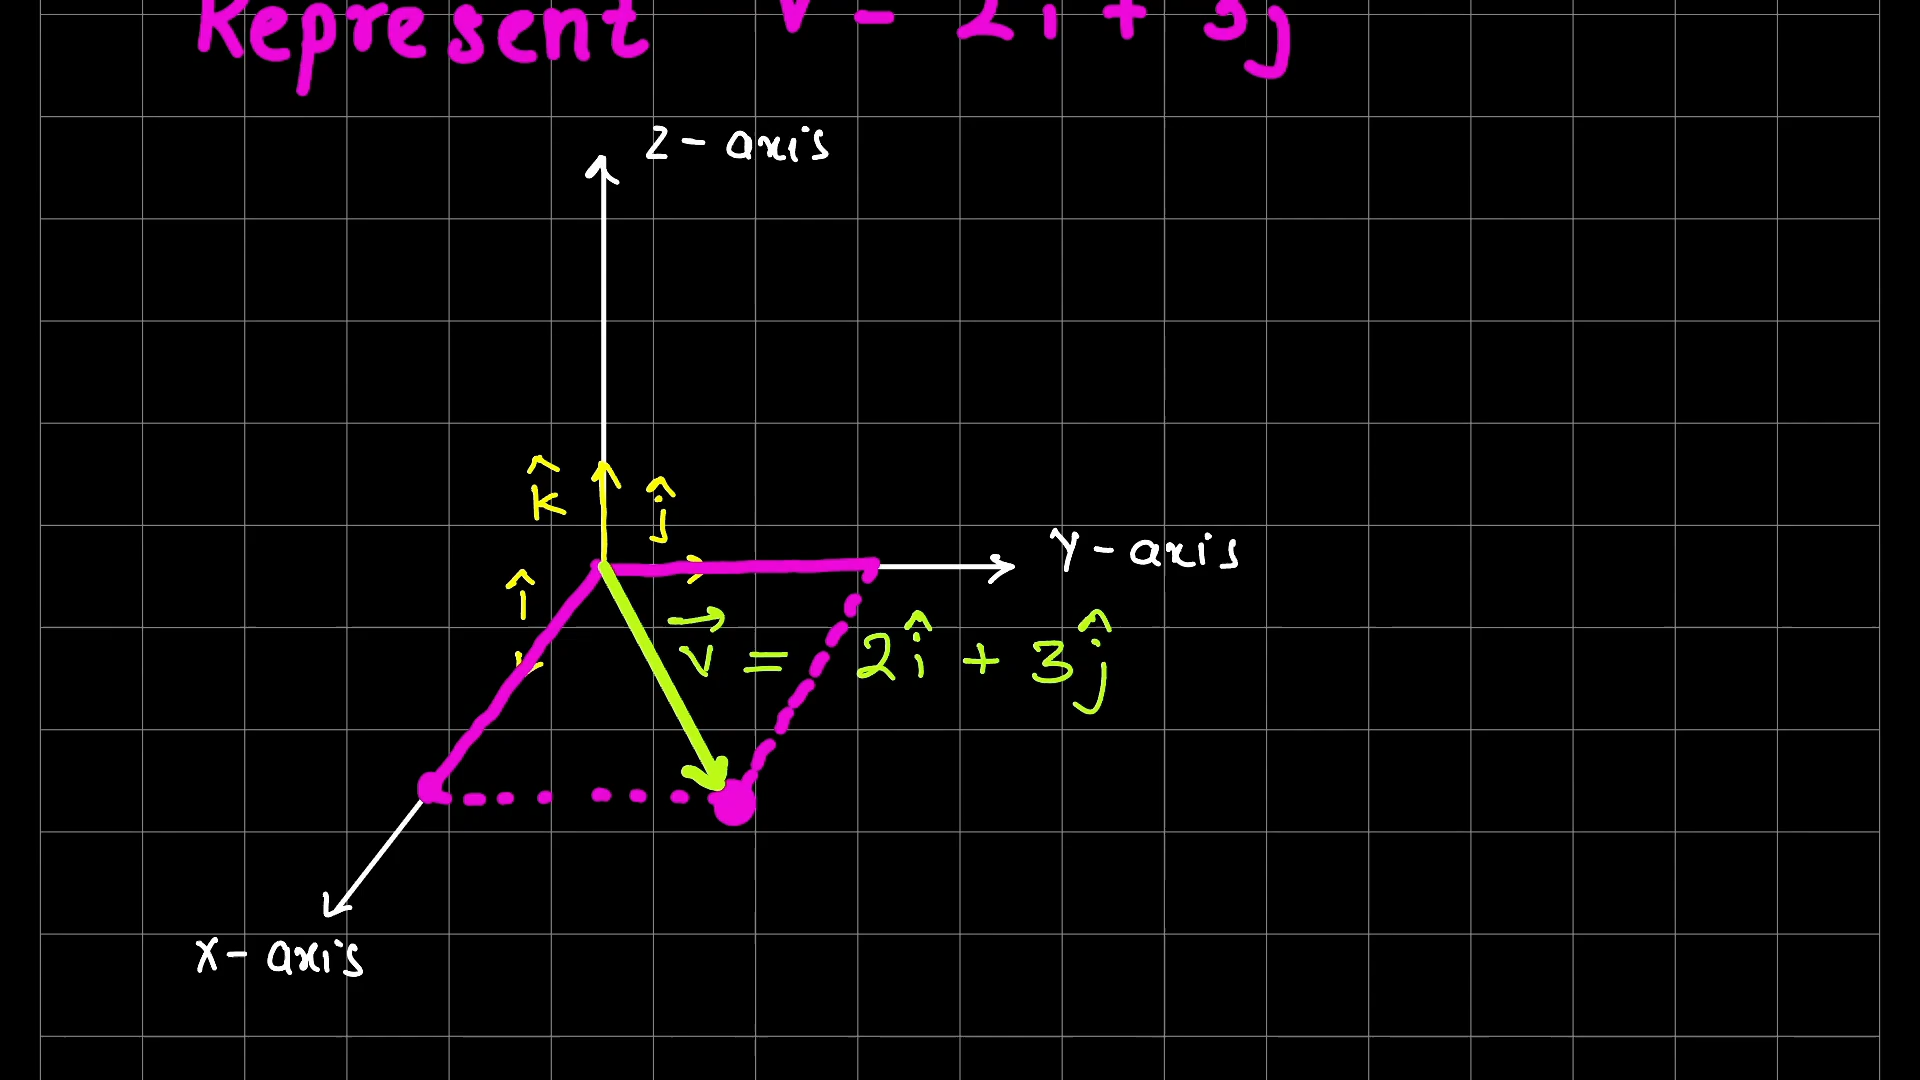 Represent V = 2i + 3j
z-axis
k̂ ĵ
y-axis
î
v⃗ = 2î + 3ĵ
x-axis